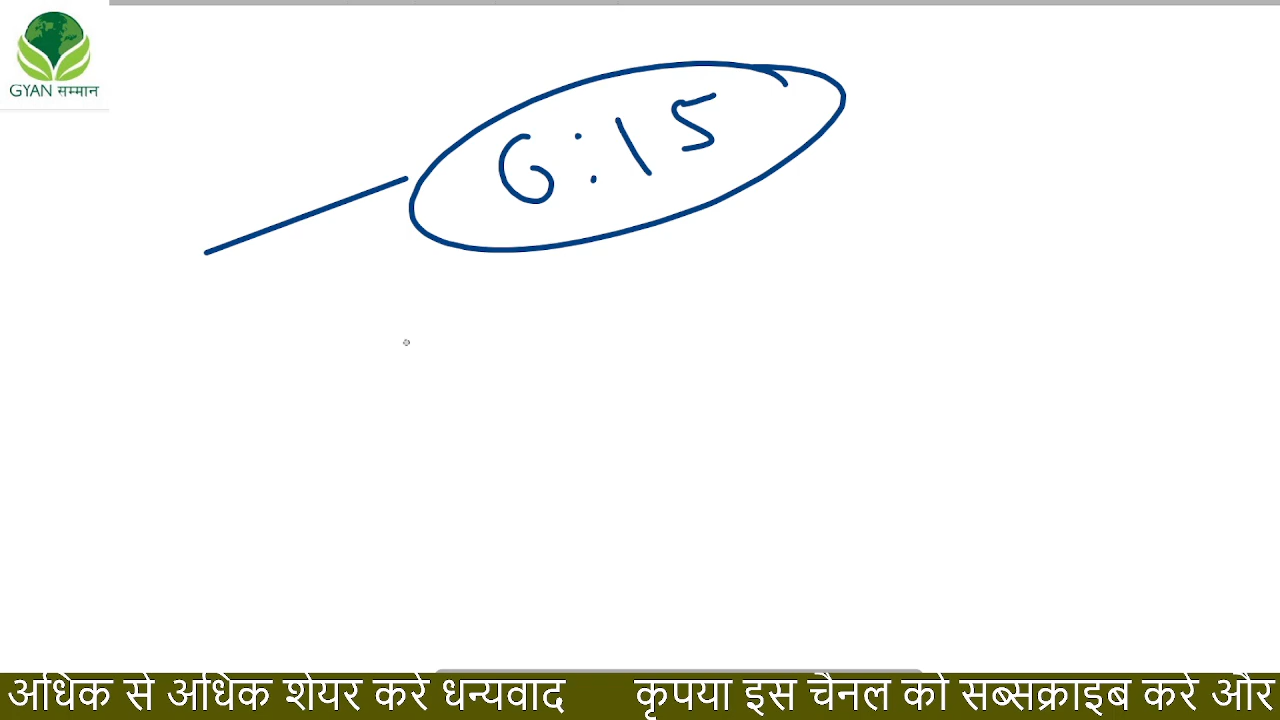 GYAN सम्मान
6:15
अधिक से अधिक शेयर करे धन्यवाद कृपया इस चैनल को सब्सक्राइब करे और